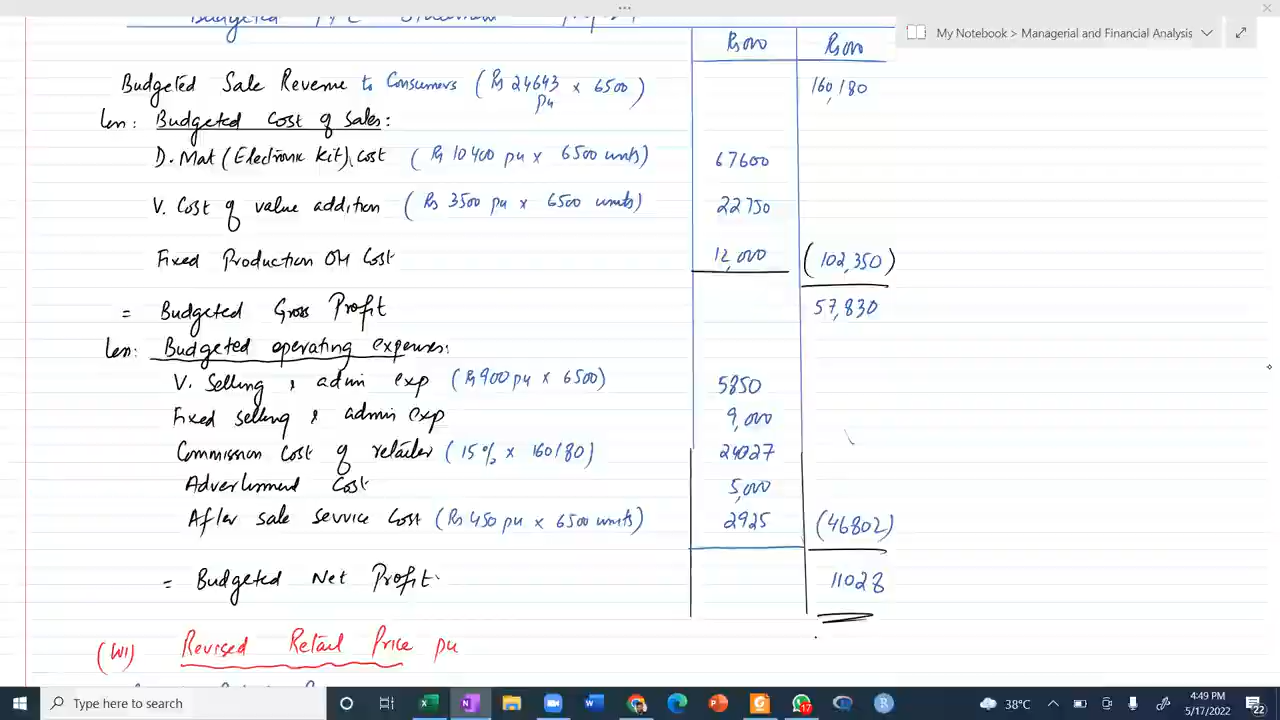 Budgeted P&L Statement
My Notebook > Managerial and Financial Analysis
Rs000 Rs000
Budgeted Sale Revenue to Consumers (Rs 24643 pu × 6500) 160,180
Less: Budgeted Cost of Sales:
D. Mat (Electronic Kit) Cost (Rs 10400 pu × 6500 units) 67600
V. Cost of value addition (Rs 3500 pu × 6500 units) 22750
Fixed Production OH Cost 12,000 (102,350)
= Budgeted Gross Profit 57,830
Less: Budgeted operating expenses:
V. Selling & admin exp (Rs 900 pu × 6500) 5850
Fixed selling & admin exp 9,000
Commission Cost of retailer (15% × 160180) 24027
Advertisment Cost 5,000
After sale service Cost (Rs 450 pu × 6500 units) 2925 (46802)
= Budgeted Net Profit. 11028
(W1) Revised Retail Price pu
Type here to search
17
38°C
4:49 PM
5/17/2022
22